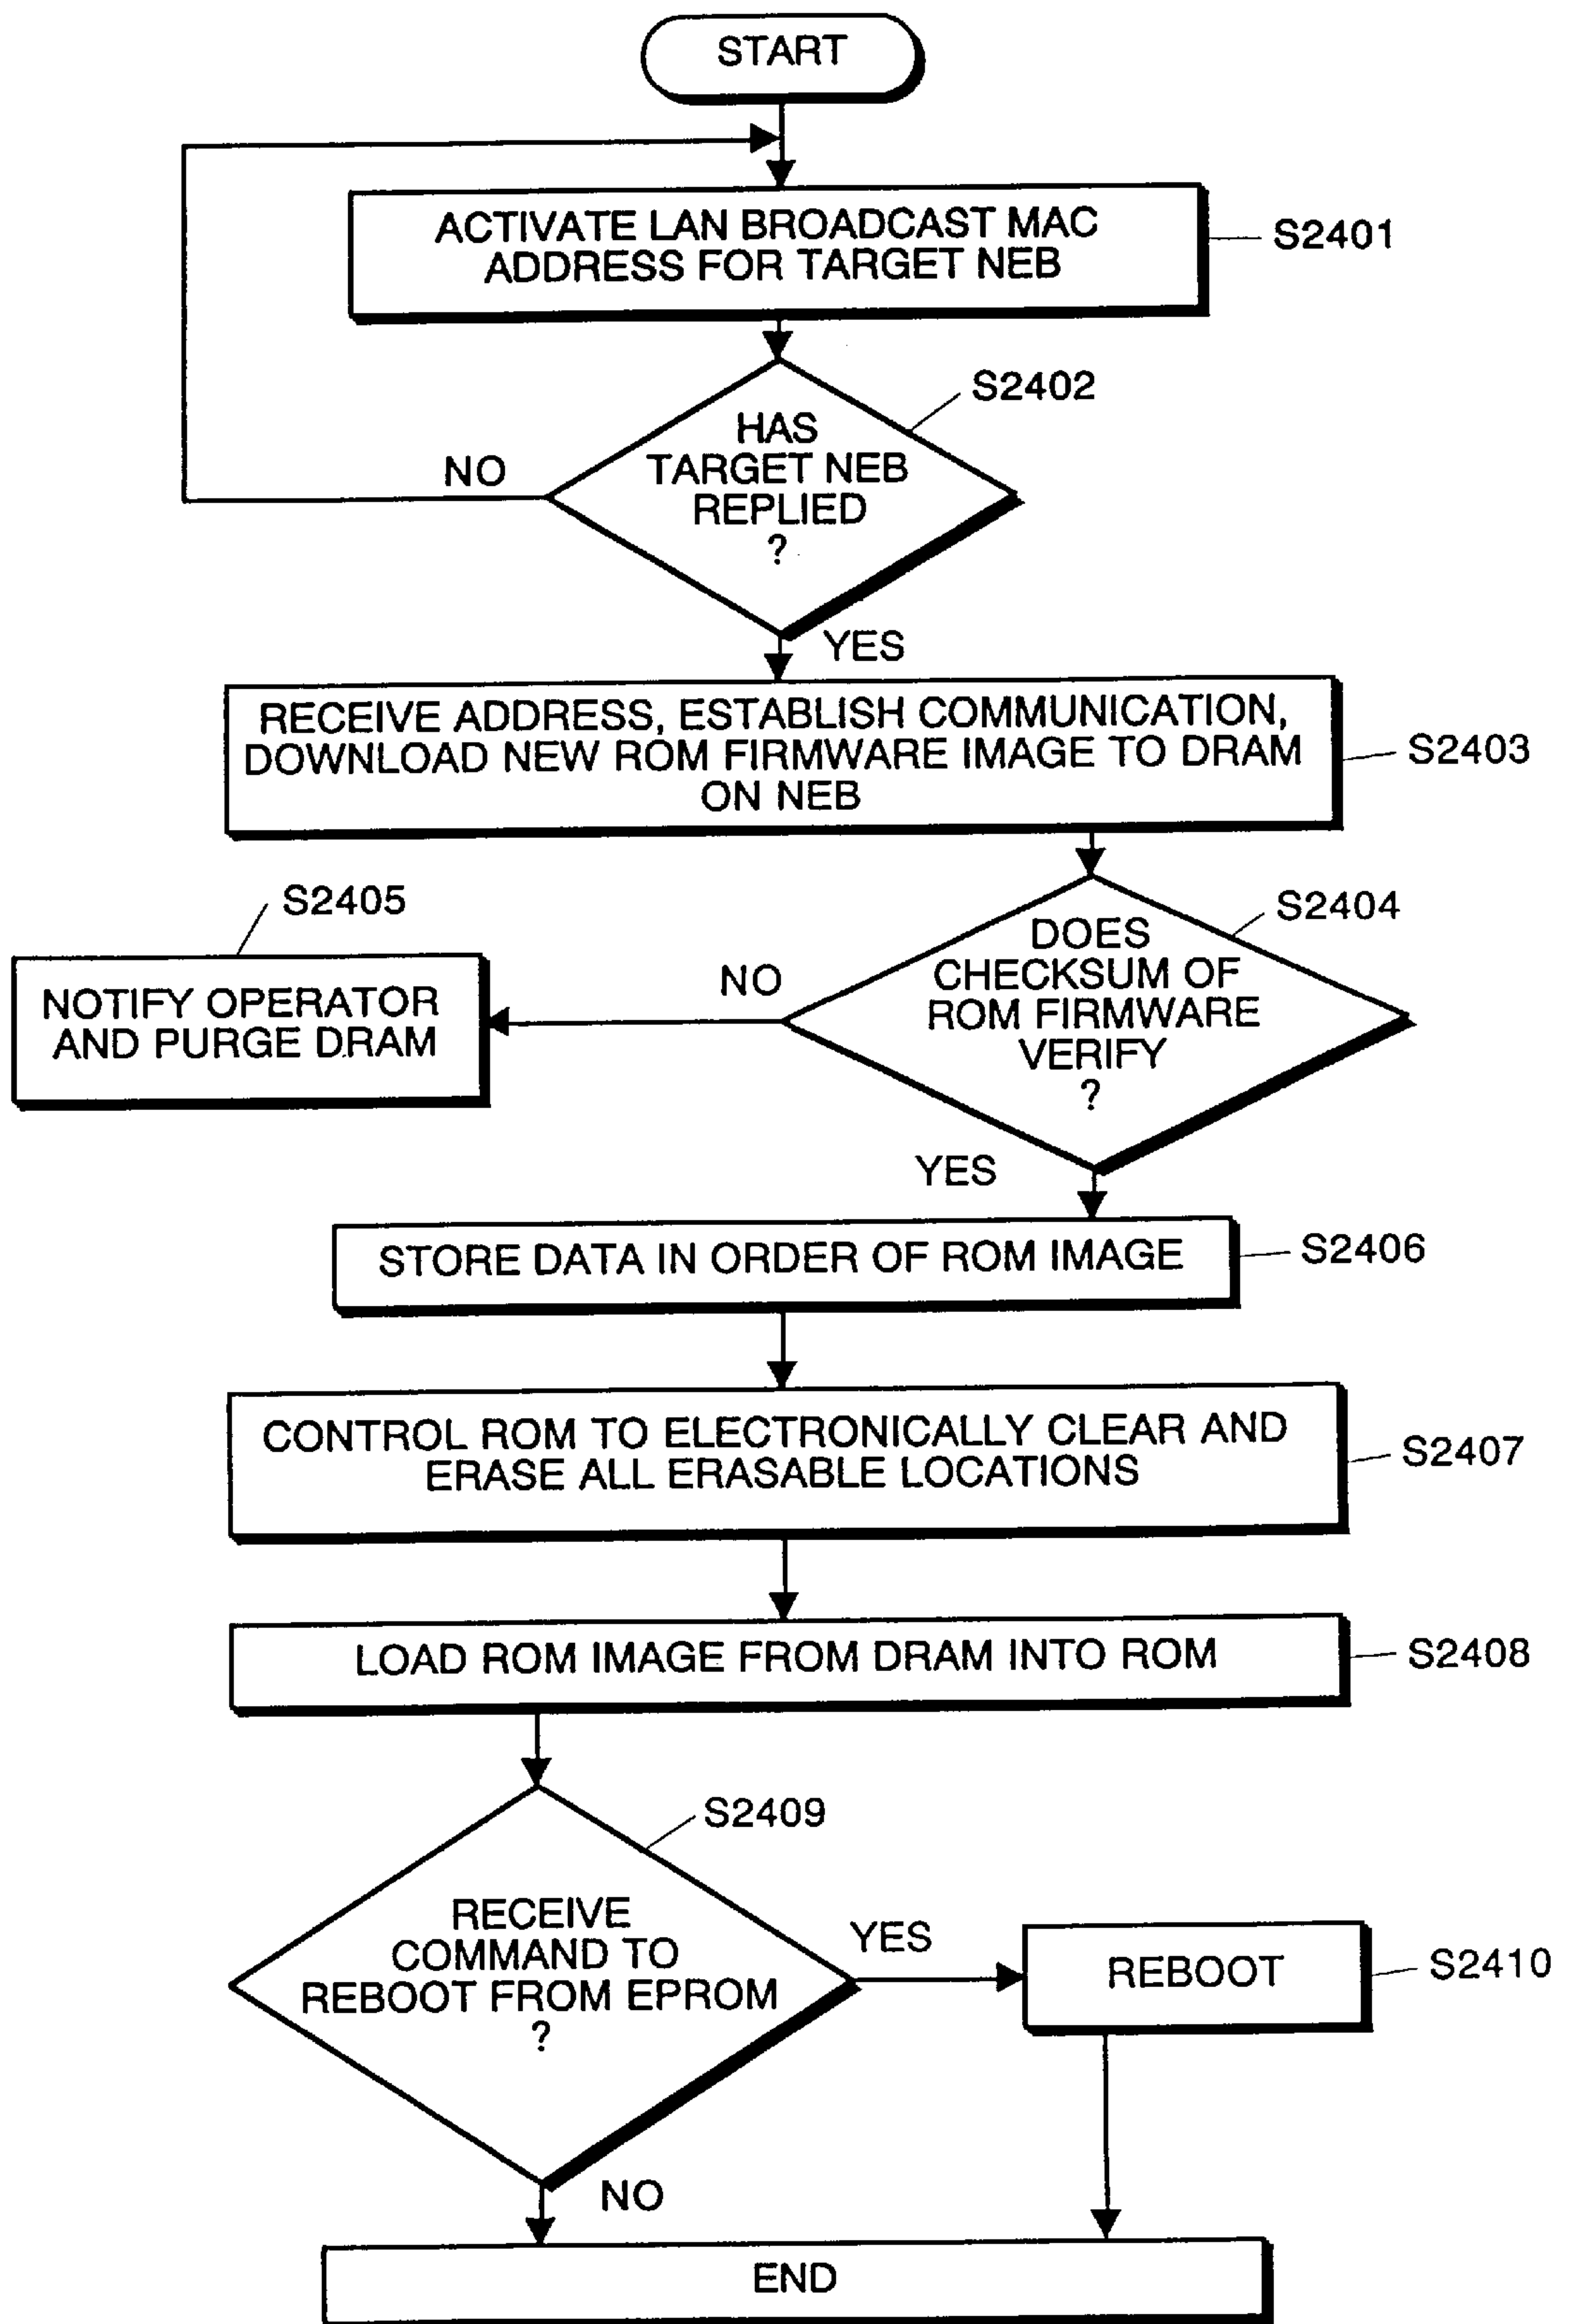 START
ACTIVATE LAN BROADCAST MAC
ADDRESS FOR TARGET NEB
S2401
S2402
HAS
TARGET NEB
REPLIED
?
NO
YES
RECEIVE ADDRESS, ESTABLISH COMMUNICATION,
DOWNLOAD NEW ROM FIRMWARE IMAGE TO DRAM
ON NEB
S2403
S2405
NOTIFY OPERATOR
AND PURGE DRAM
NO
S2404
DOES
CHECKSUM OF
ROM FIRMWARE
VERIFY
?
YES
STORE DATA IN ORDER OF ROM IMAGE
S2406
CONTROL ROM TO ELECTRONICALLY CLEAR AND
ERASE ALL ERASABLE LOCATIONS
S2407
LOAD ROM IMAGE FROM DRAM INTO ROM
S2408
S2409
RECEIVE
COMMAND TO
REBOOT FROM EPROM
?
YES
REBOOT
S2410
NO
END